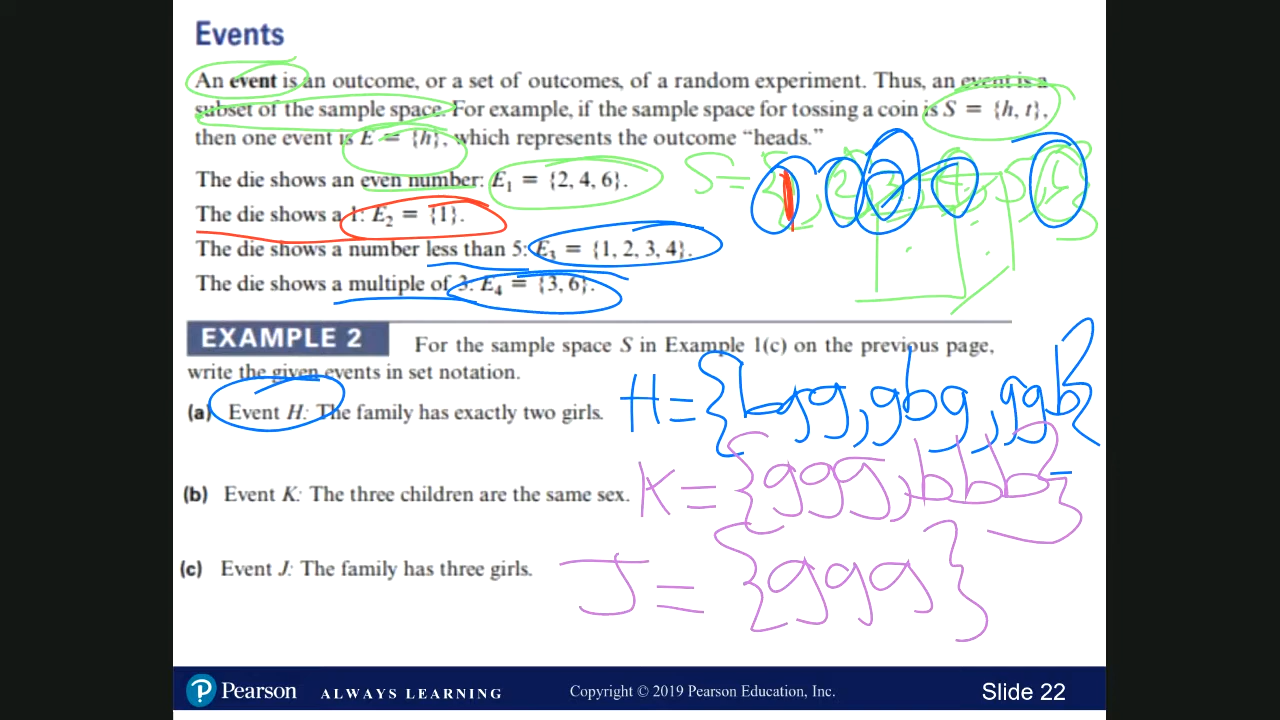 Events
An event is an outcome, or a set of outcomes, of a random experiment. Thus, an event is a
subset of the sample space. For example, if the sample space for tossing a coin is S = {h, t},
then one event is E = {h}, which represents the outcome “heads.”
S = {1, 2, 3, 4, 5, 6}
The die shows an even number: E₁ = {2, 4, 6}.
The die shows a 1: E₂ = {1}.
The die shows a number less than 5: E₃ = {1, 2, 3, 4}.
The die shows a multiple of 3: E₄ = {3, 6}.
EXAMPLE 2 For the sample space S in Example 1(c) on the previous page,
write the given events in set notation.
(a) Event H: The family has exactly two girls. H = {bgg, gbg, ggb}
(b) Event K: The three children are the same sex. K = {ggg, bbb}
(c) Event J: The family has three girls. J = {ggg}
Pearson ALWAYS LEARNING Copyright © 2019 Pearson Education, Inc. Slide 22